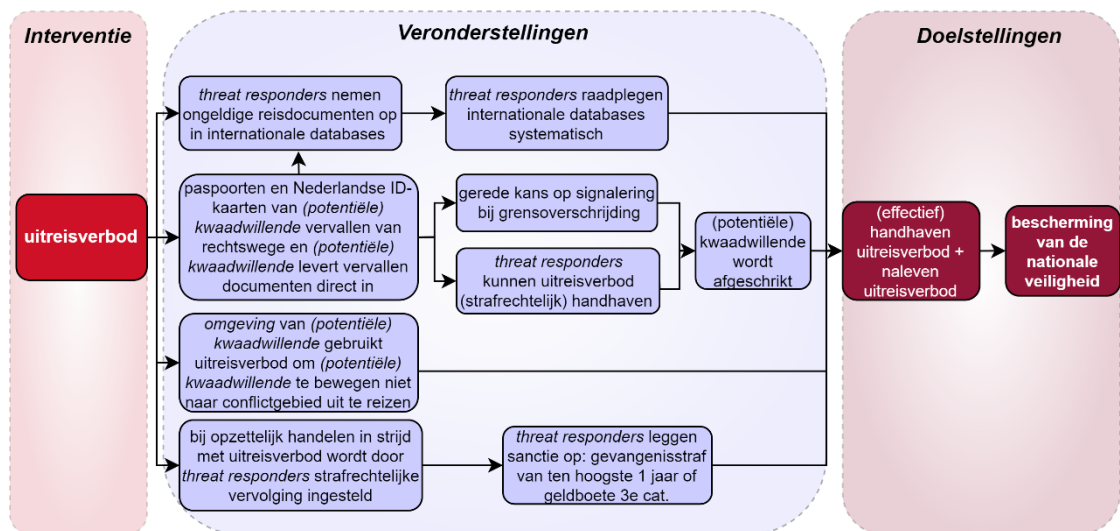 Interventie
Veronderstellingen
Doelstellingen
threat responders nemen
ongeldige reisdocumenten op
in internationale databases
threat responders raadplegen
internationale databases
systematisch
uitreisverbod
paspoorten en Nederlandse ID-
kaarten van (potentiële)
kwaadwillende vervallen van
rechtswege en (potentiële)
kwaadwillende levert vervallen
documenten direct in
gerede kans op signalering
bij grensoverschrijding
threat responders
kunnen uitreisverbod
(strafrechtelijk) handhaven
(potentiële)
kwaadwillende
wordt
afgeschrikt
(effectief)
handhaven
uitreisverbod +
naleven
uitreisverbod
bescherming
van de
nationale
veiligheid
omgeving van (potentiële)
kwaadwillende gebruikt
uitreisverbod om (potentiële)
kwaadwillende te bewegen niet
naar conflictgebied uit te reizen
bij opzettelijk handelen in strijd
met uitreisverbod wordt door
threat responders strafrechtelijke
vervolging ingesteld
threat responders leggen
sanctie op: gevangenisstraf
van ten hoogste 1 jaar of
geldboete 3e cat.